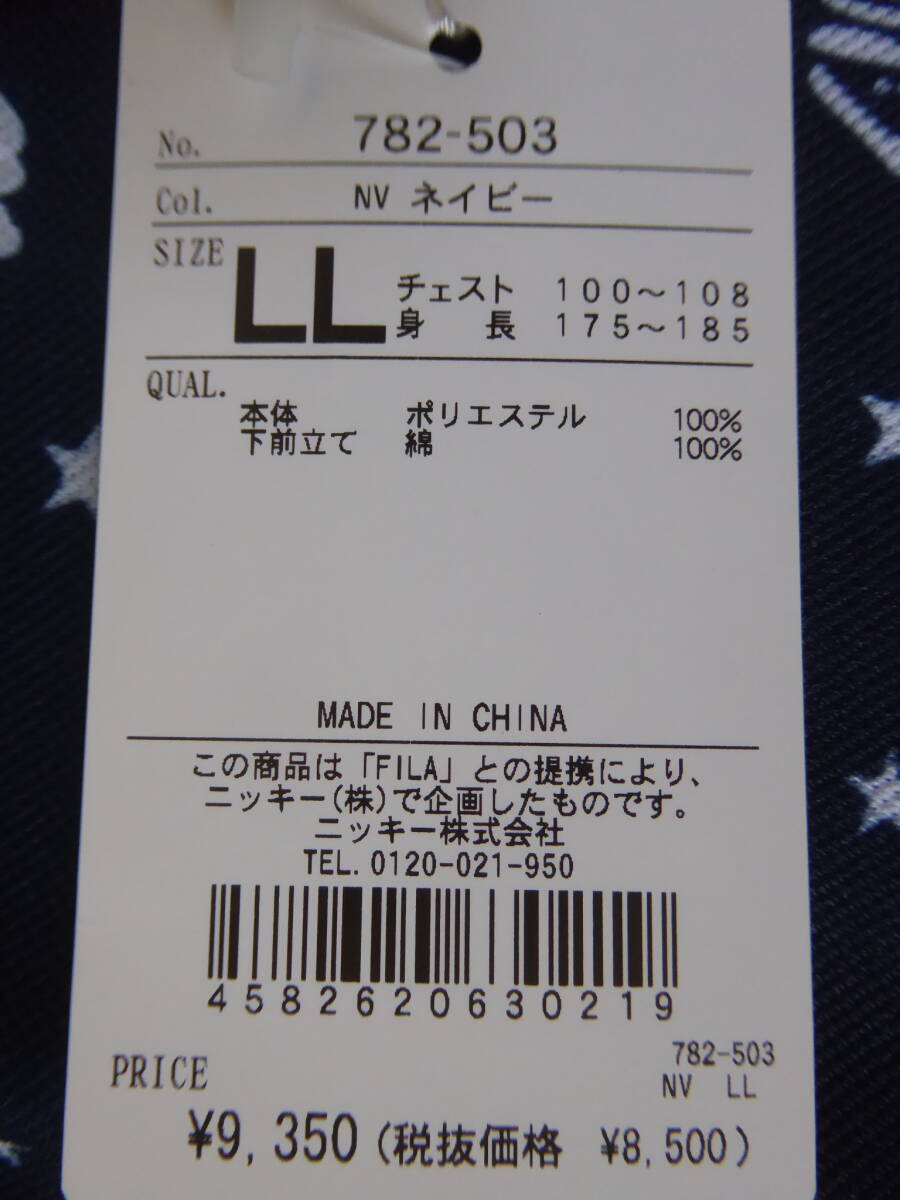 No. 782-503
Col. NV ネイビー
SIZE LL チェスト 100～108
身長 175～185
QUAL.
本体 ポリエステル 100%
下前立て 綿 100%
MADE IN CHINA
この商品は「FILA」との提携により、
ニッキー(株)で企画したものです。
ニッキー株式会社
TEL. 0120-021-950
4582620630219
782-503
PRICE NV LL
¥9,350 (税抜価格 ¥8,500)